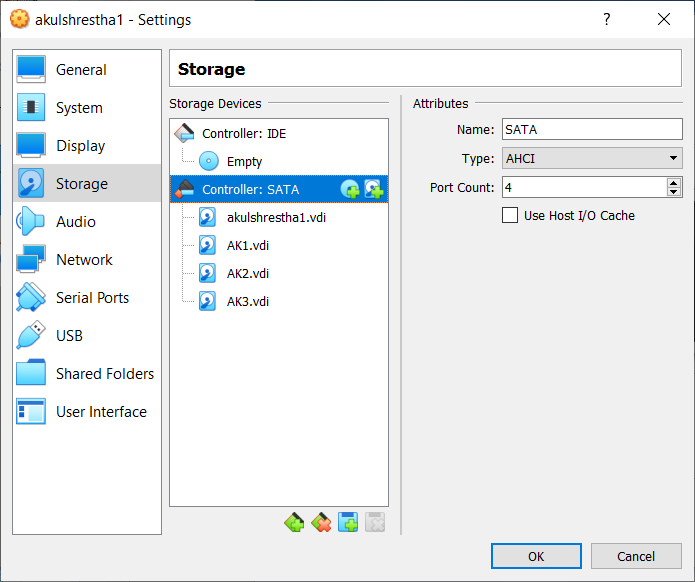 akulshrestha1 - Settings
?
General
System
Display
Storage
Audio
Network
Serial Ports
USB
Shared Folders
User Interface
Storage
Storage Devices
Controller: IDE
Empty
Controller: SATA
akulshrestha1.vdi
AK1.vdi
AK2.vdi
AK3.vdi
Attributes
Name: SATA
Type: AHCI
Port Count: 4
Use Host I/O Cache
OK
Cancel